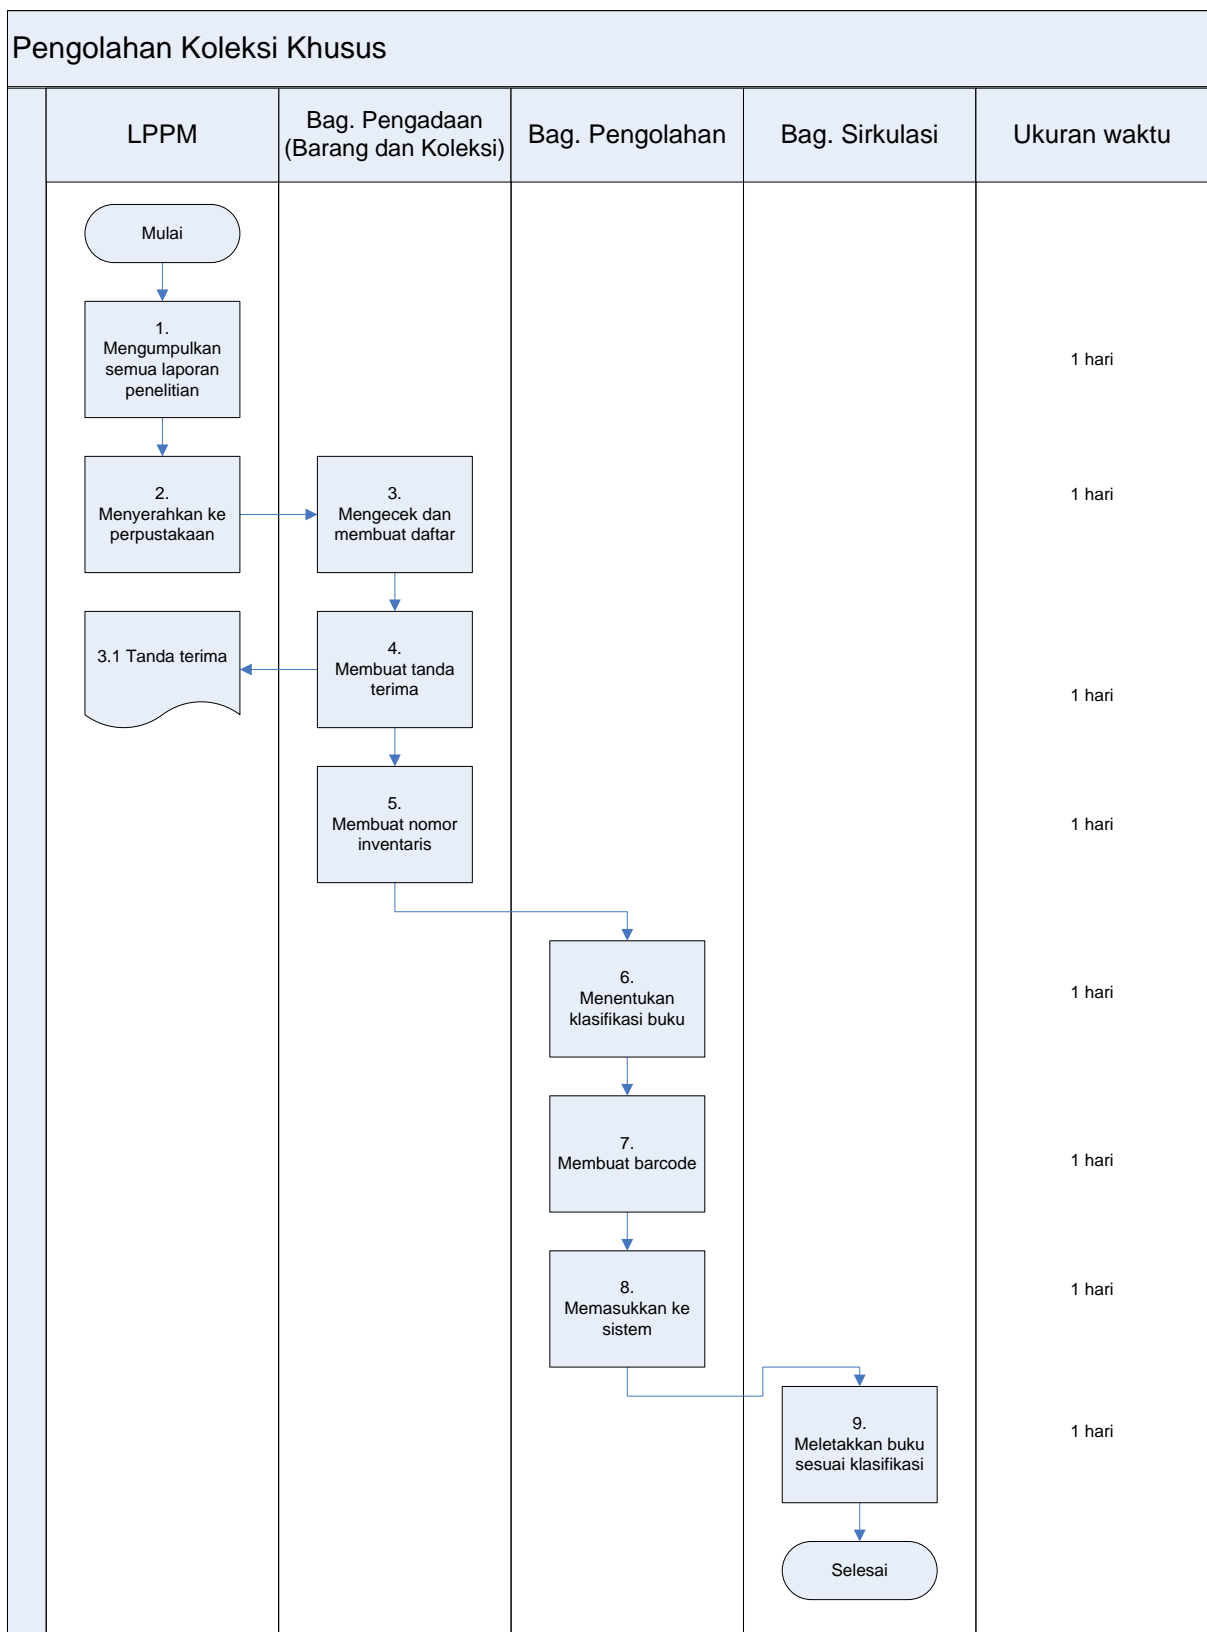 Pengolahan Koleksi Khusus
LPPM
Bag. Pengadaan
(Barang dan Koleksi)
Bag. Pengolahan
Bag. Sirkulasi
Ukuran waktu
Mulai
1.
Mengumpulkan
semua laporan
penelitian
1 hari
2.
Menyerahkan ke
perpustakaan
3.
Mengecek dan
membuat daftar
1 hari
3.1 Tanda terima
4.
Membuat tanda
terima
1 hari
5.
Membuat nomor
inventaris
1 hari
6.
Menentukan
klasifikasi buku
1 hari
7.
Membuat barcode
1 hari
8.
Memasukkan ke
sistem
1 hari
9.
Meletakkan buku
sesuai klasifikasi
1 hari
Selesai